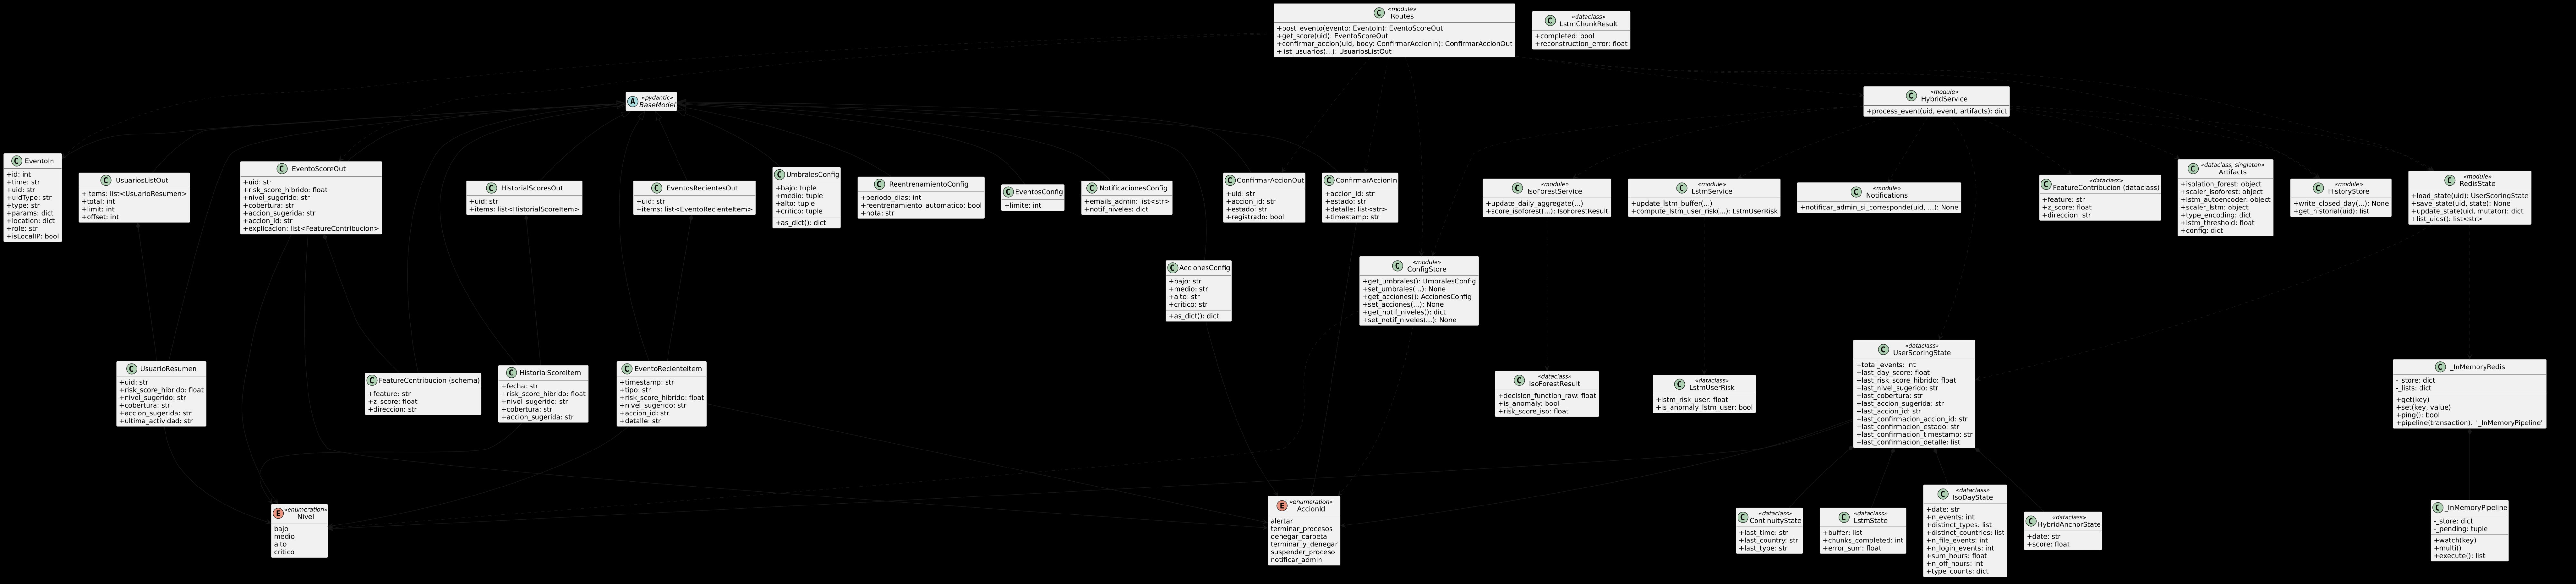 «module»
Routes
+post_evento(evento: EventoIn): EventoScoreOut
+get_score(uid): EventoScoreOut
+confirmar_accion(uid, body: ConfirmarAccionIn): ConfirmarAccionOut
+list_usuarios(...): UsuariosListOut
«dataclass»
LstmChunkResult
+completed: bool
+reconstruction_error: float
«pydantic»
BaseModel
«module»
HybridService
+process_event(uid, event, artifacts): dict
EventoIn
+id: int
+time: str
+uid: str
+uidType: str
+type: str
+params: dict
+location: dict
+role: str
+isLocalIP: bool
UsuariosListOut
+items: list<UsuarioResumen>
+total: int
+limit: int
+offset: int
EventoScoreOut
+uid: str
+risk_score_hibrido: float
+nivel_sugerido: str
+cobertura: str
+accion_sugerida: str
+accion_id: str
+explicacion: list<FeatureContribucion>
HistorialScoresOut
+uid: str
+items: list<HistorialScoreItem>
EventosRecientesOut
+uid: str
+items: list<EventoRecienteItem>
UmbralesConfig
+bajo: tuple
+medio: tuple
+alto: tuple
+critico: tuple
+as_dict(): dict
ReentrenamientoConfig
+periodo_dias: int
+reentrenamiento_automatico: bool
+nota: str
EventosConfig
+limite: int
NotificacionesConfig
+emails_admin: list<str>
+notif_niveles: dict
ConfirmarAccionOut
+uid: str
+accion_id: str
+estado: str
+registrado: bool
ConfirmarAccionIn
+accion_id: str
+estado: str
+detalle: list<str>
+timestamp: str
«module»
IsoForestService
+update_daily_aggregate(...)
+score_isoforest(...): IsoForestResult
«module»
LstmService
+update_lstm_buffer(...)
+compute_lstm_user_risk(...): LstmUserRisk
«module»
Notifications
+notificar_admin_si_corresponde(uid, ...): None
«dataclass»
FeatureContribucion (dataclass)
+feature: str
+z_score: float
+direccion: str
«dataclass, singleton»
Artifacts
+isolation_forest: object
+scaler_isoforest: object
+lstm_autoencoder: object
+scaler_lstm: object
+type_encoding: dict
+lstm_threshold: float
+config: dict
«module»
HistoryStore
+write_closed_day(...): None
+get_historial(uid): list
«module»
RedisState
+load_state(uid): UserScoringState
+save_state(uid, state): None
+update_state(uid, mutator): dict
+list_uids(): list<str>
AccionesConfig
+bajo: str
+medio: str
+alto: str
+critico: str
+as_dict(): dict
«module»
ConfigStore
+get_umbrales(): UmbralesConfig
+set_umbrales(...): None
+get_acciones(): AccionesConfig
+set_acciones(...): None
+get_notif_niveles(): dict
+set_notif_niveles(...): None
UsuarioResumen
+uid: str
+risk_score_hibrido: float
+nivel_sugerido: str
+cobertura: str
+accion_sugerida: str
+ultima_actividad: str
FeatureContribucion (schema)
+feature: str
+z_score: float
+direccion: str
HistorialScoreItem
+fecha: str
+risk_score_hibrido: float
+nivel_sugerido: str
+cobertura: str
+accion_sugerida: str
EventoRecienteItem
+timestamp: str
+tipo: str
+risk_score_hibrido: float
+nivel_sugerido: str
+accion_id: str
+detalle: str
«dataclass»
IsoForestResult
+decision_function_raw: float
+is_anomaly: bool
+risk_score_iso: float
«dataclass»
LstmUserRisk
+lstm_risk_user: float
+is_anomaly_lstm_user: bool
«dataclass»
UserScoringState
+total_events: int
+last_day_score: float
+last_risk_score_hibrido: float
+last_nivel_sugerido: str
+last_cobertura: str
+last_accion_sugerida: str
+last_accion_id: str
+last_confirmacion_accion_id: str
+last_confirmacion_estado: str
+last_confirmacion_timestamp: str
+last_confirmacion_detalle: list
_InMemoryRedis
-_store: dict
-_lists: dict
+get(key)
+set(key, value)
+ping(): bool
+pipeline(transaction): "_InMemoryPipeline"
«enumeration»
Nivel
bajo
medio
alto
critico
«enumeration»
AccionId
alertar
terminar_procesos
denegar_carpeta
terminar_y_denegar
suspender_proceso
notificar_admin
«dataclass»
ContinuityState
+last_time: str
+last_country: str
+last_type: str
«dataclass»
LstmState
+buffer: list
+chunks_completed: int
+error_sum: float
«dataclass»
IsoDayState
+date: str
+n_events: int
+distinct_types: list
+distinct_countries: list
+n_file_events: int
+n_login_events: int
+sum_hours: float
+n_off_hours: int
+type_counts: dict
«dataclass»
HybridAnchorState
+date: str
+score: float
_InMemoryPipeline
-_store: dict
-_pending: tuple
+watch(key)
+multi()
+execute(): list